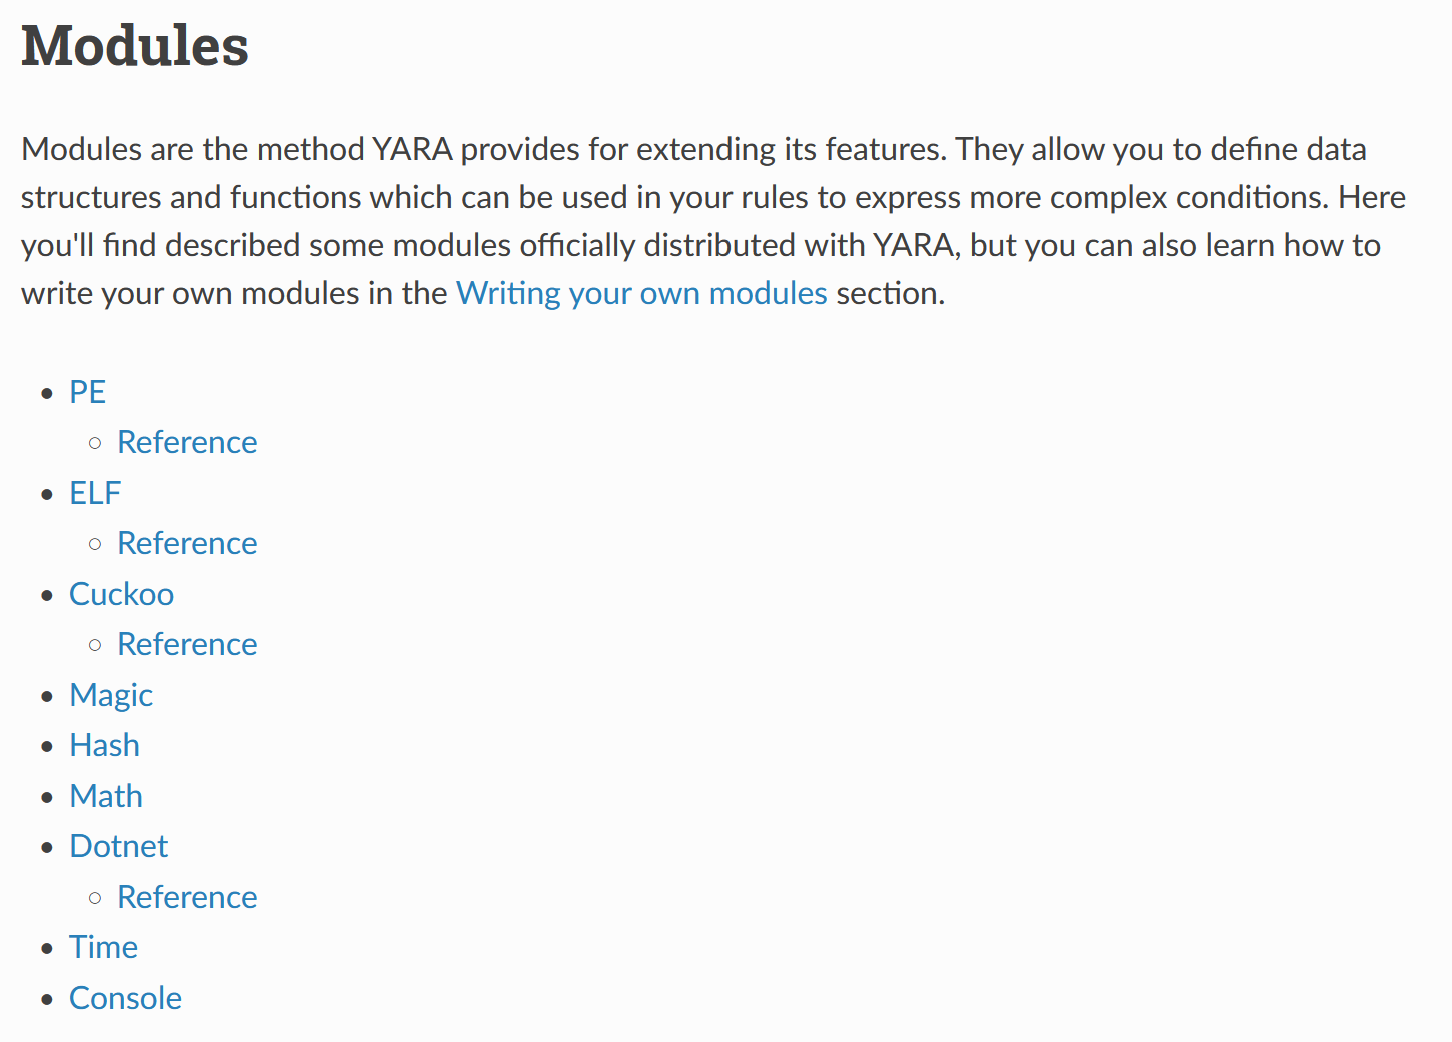 Modules
Modules are the method YARA provides for extending its features. They allow you to define data
structures and functions which can be used in your rules to express more complex conditions. Here
you'll find described some modules officially distributed with YARA, but you can also learn how to
write your own modules in the Writing your own modules section.
PE
Reference
ELF
Reference
Cuckoo
Reference
Magic
Hash
Math
Dotnet
Reference
Time
Console